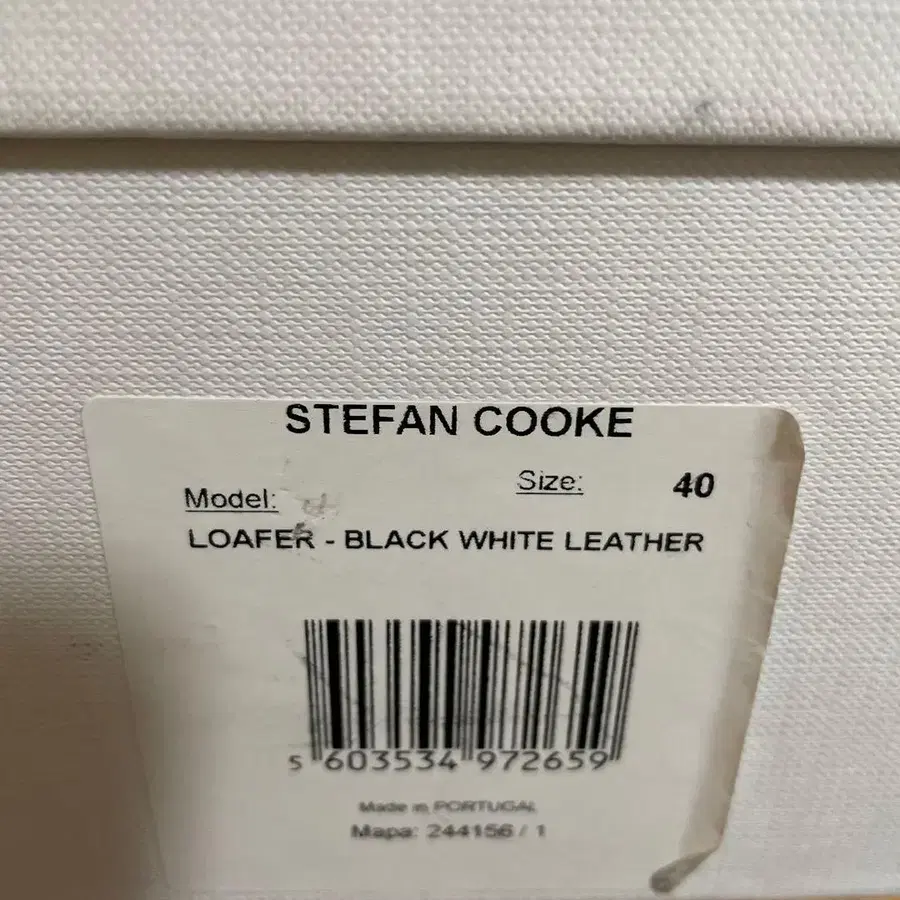 STEFAN COOKE
Model: Size: 40
LOAFER - BLACK WHITE LEATHER
5 603534 972659
Made in PORTUGAL
Mapa: 244156 / 1